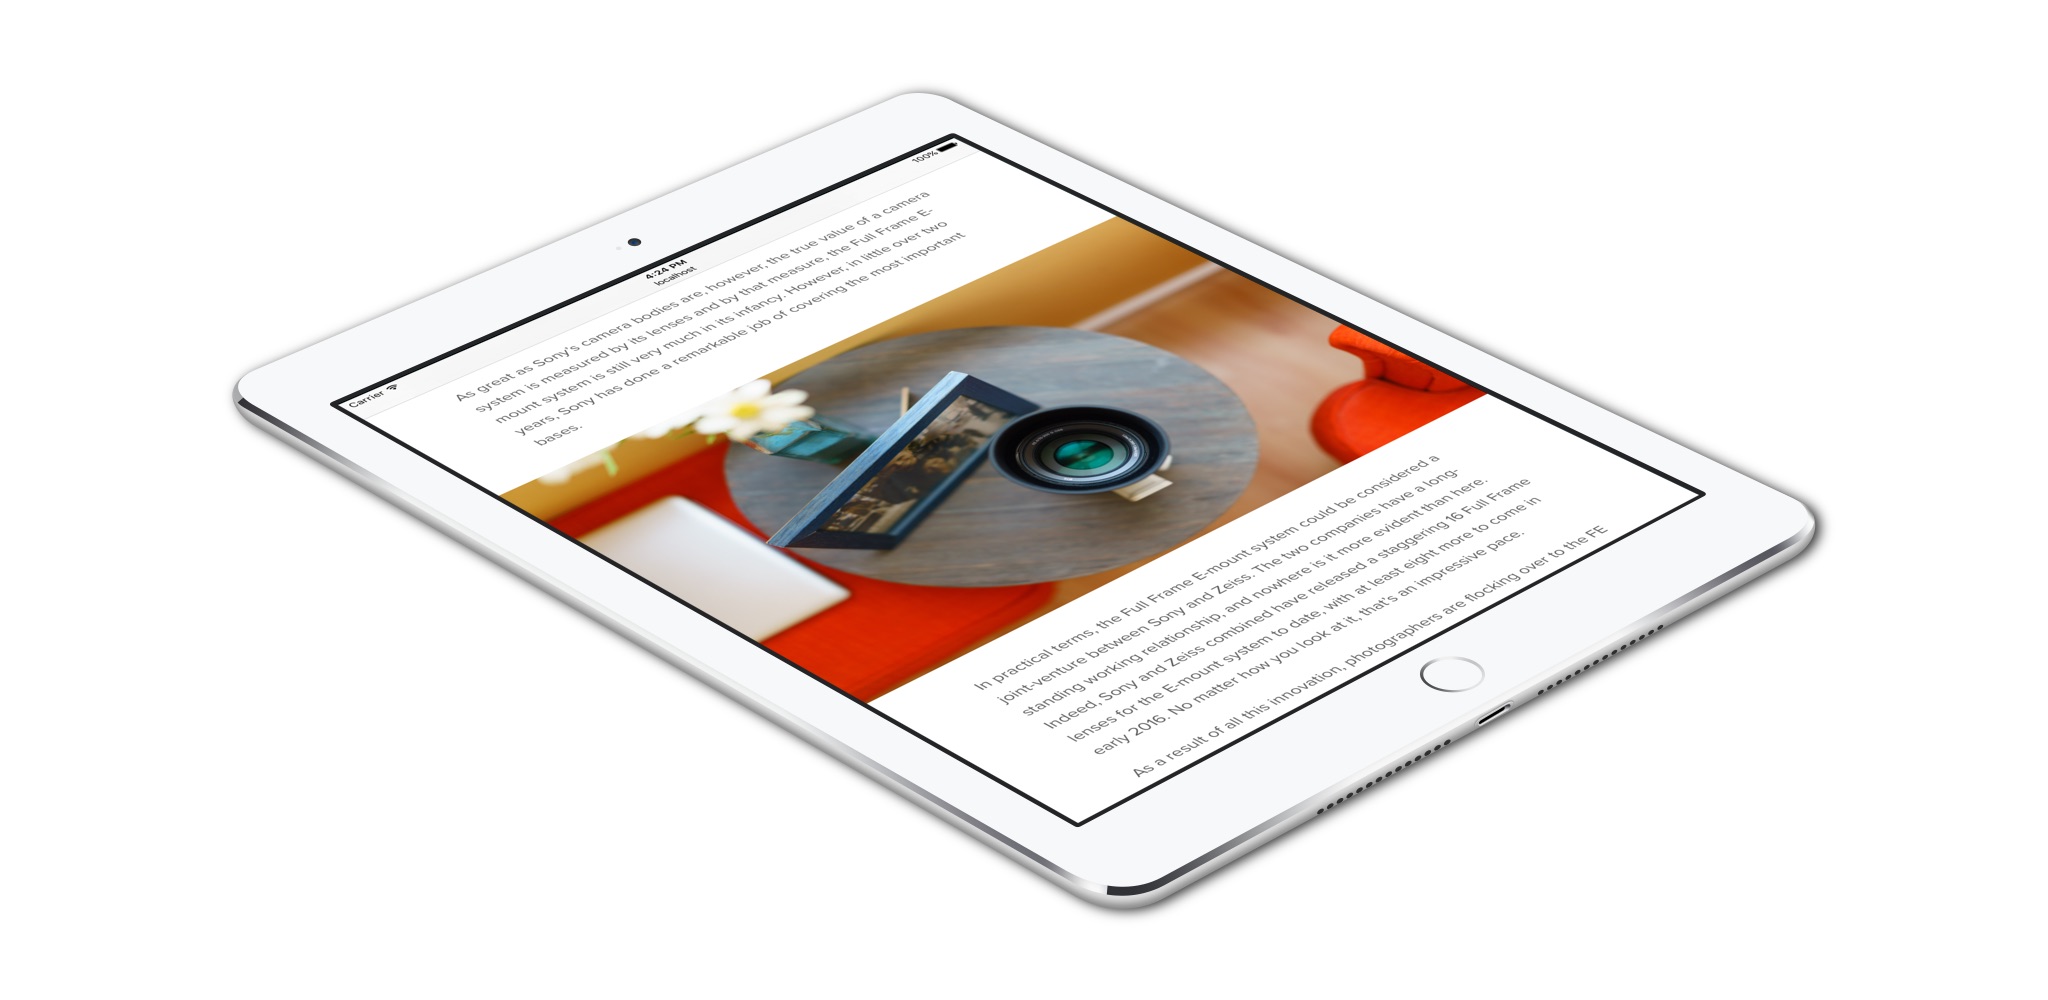 Carrier
4:24 PM
100%
localhost
As great as Sony's camera bodies are, however, the true value of a camera
system is measured by its lenses and by that measure, the Full Frame E-
mount system is still very much in its infancy. However, in little over two
years, Sony has done a remarkable job of covering the most important
bases.
In practical terms, the Full Frame E-mount system could be considered a
joint-venture between Sony and Zeiss. The two companies have a long-
standing working relationship, and nowhere is it more evident than here.
Indeed, Sony and Zeiss combined have released a staggering 16 Full Frame
lenses for the E-mount system to date, with at least eight more to come in
early 2016. No matter how you look at it, that's an impressive pace.
As a result of all this innovation, photographers are flocking over to the FE